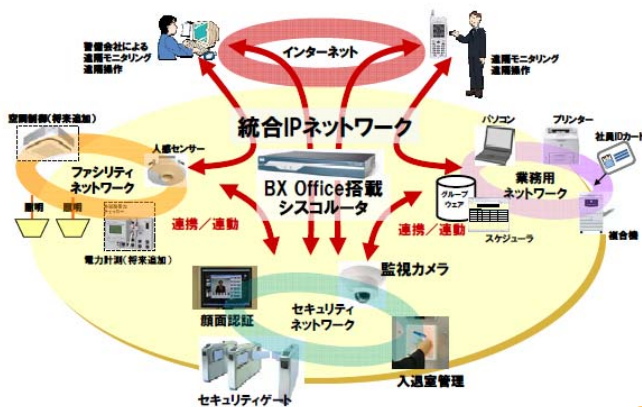 警備会社による
遠隔モニタリング
遠隔操作
インターネット
遠隔モニタリング
遠隔操作
空調制御(将来追加)
人感センサー
統合IPネットワーク
パソコン
プリンター
社員IDカード
ファシリティ
ネットワーク
BX Office搭載
シスコルータ
業務用
ネットワーク
グループ
ウェア
照明
照明
連携/連動
連携/連動
スケジューラ
複合機
電力計測(将来追加)
監視カメラ
顔面認証
セキュリティ
ネットワーク
入退室管理
セキュリティゲート